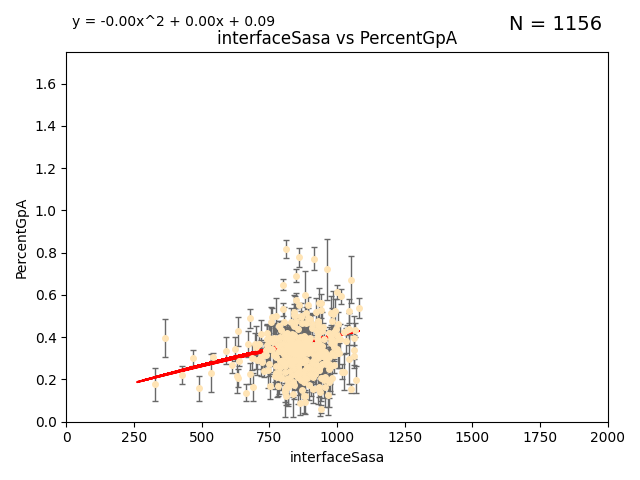 y = -0.00x^2 + 0.00x + 0.09
N = 1156
interfaceSasa vs PercentGpA
PercentGpA
1.6
1.4
1.2
1.0
0.8
0.6
0.4
0.2
0.0
0 250 500 750 1000 1250 1500 1750 2000
interfaceSasa